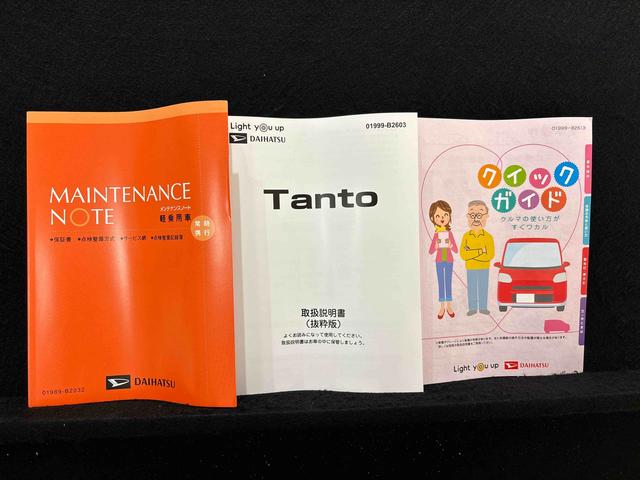 MAINTENANCE
NOTE
メンテナンスノート
軽乗用車
常時
携行
●保証書 ●点検整備方式 ●サービス網 ●点検整備記録簿
01999-B2032
DAIHATSU
Light you up
DAIHATSU
01999-B2603
Tanto
取扱説明書
(抜粋版)
よくお読みになって使用してください。
取扱説明書はお車の中に保管しましょう。
01999-B2613
クイック
ガイド
クルマの使い方が
すぐワカル
Light you up
DAIHATSU